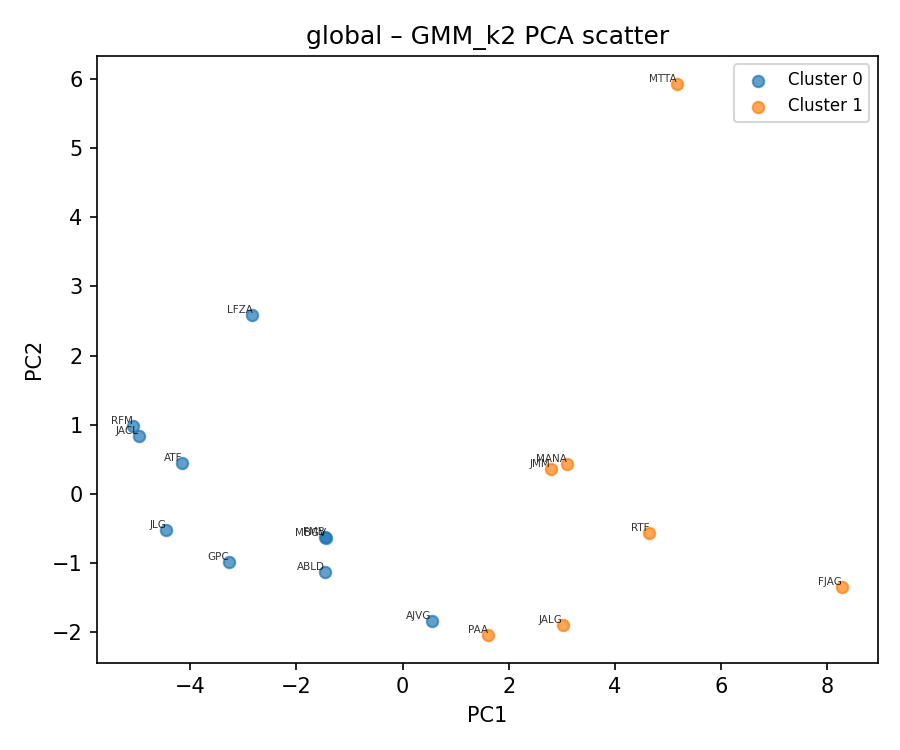 global – GMM_k2 PCA scatter
Cluster 0
Cluster 1
MTTA
LFZA
RFM
JACL
ATF
MANA
JMM
JLG
RTF
GPC
ABLD
FJAG
AJVG
JALG
PAA
PC2
6
5
4
3
2
1
0
−1
−2
−4
−2
0
2
4
6
8
PC1